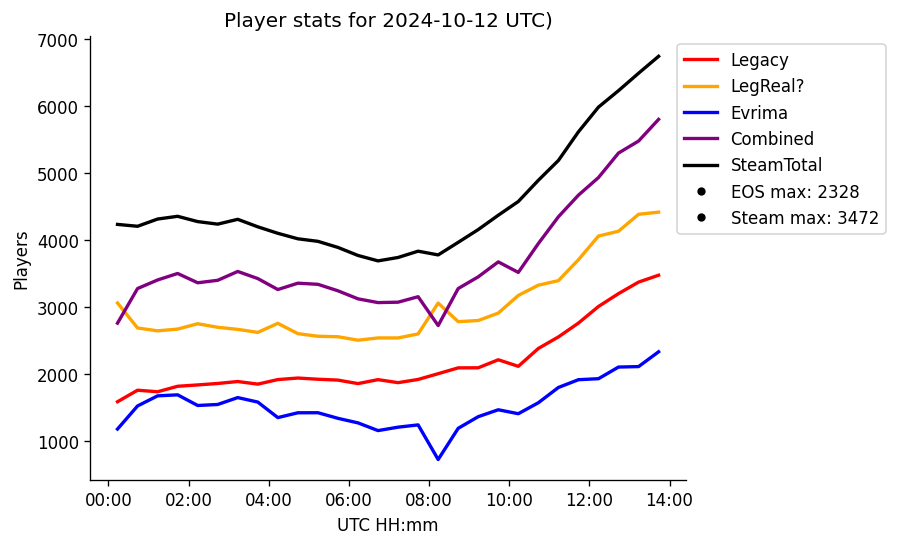 Player stats for 2024-10-12 UTC)
7000
6000
5000
4000
3000
2000
1000
Players
00:00 02:00 04:00 06:00 08:00 10:00 12:00 14:00
UTC HH:mm
Legacy
LegReal?
Evrima
Combined
SteamTotal
EOS max: 2328
Steam max: 3472